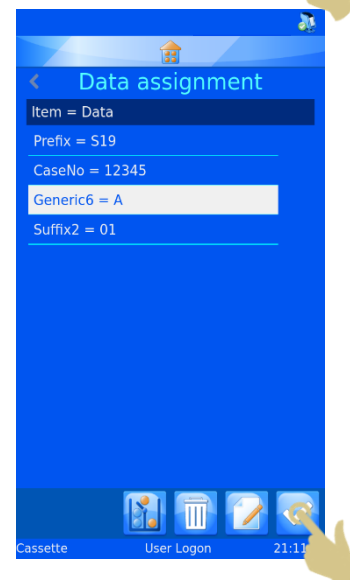 Data assignment
Item = Data
Prefix = S19
CaseNo = 12345
Generic6 = A
Suffix2 = 01
Cassette User Logon 21:11